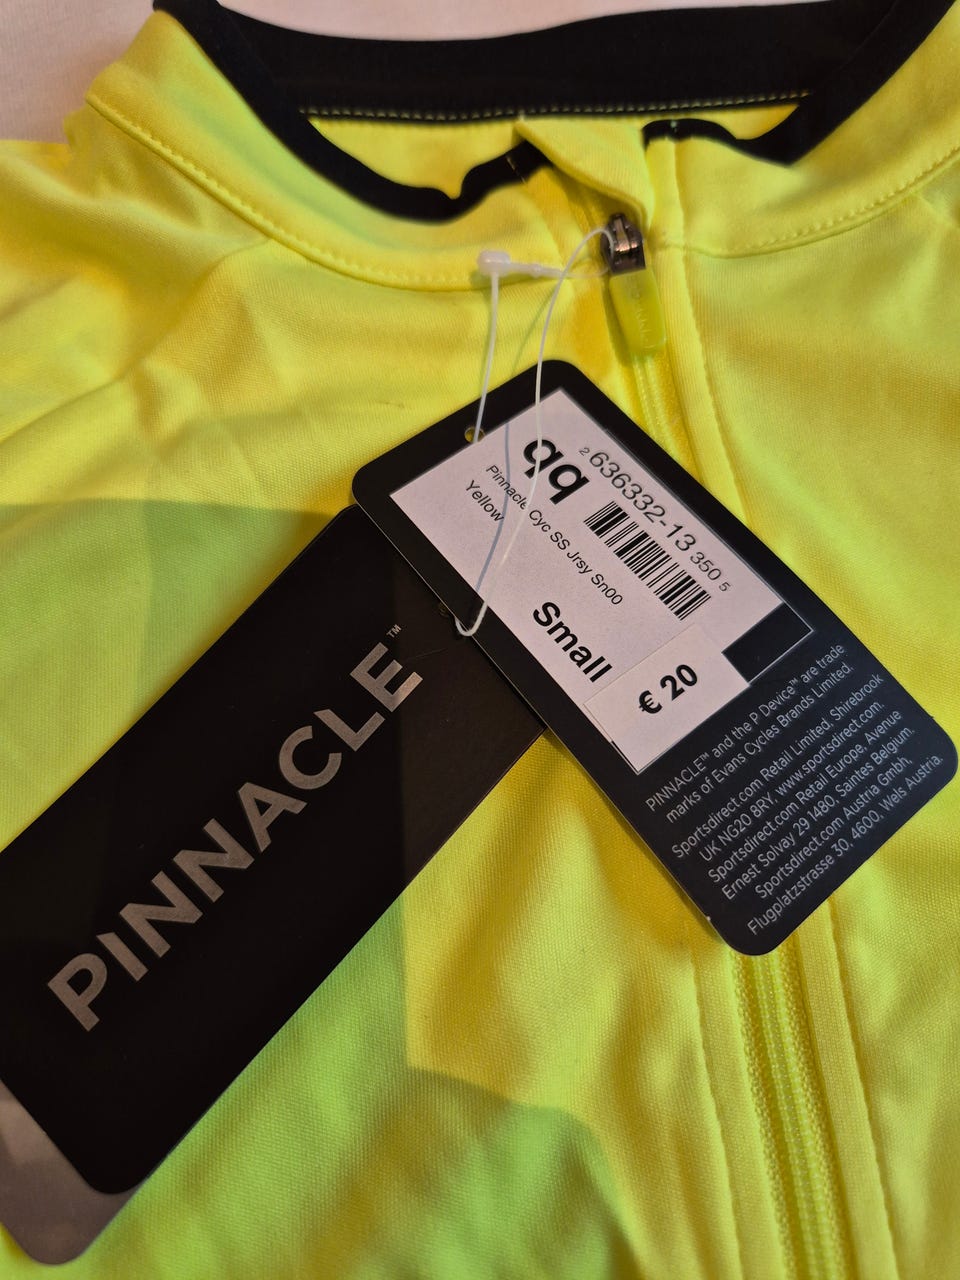 PINNACLE™
qq
2 636332-13 350 5
Pinnacle Cyc SS Jrsy Sn00
Yellow
Small
€ 20
PINNACLE™ and the P Device™ are trade
marks of Evans Cycles Brands Limited.
Sportsdirect.com Retail Limited, Shirebrook
UK NG20 8RY, www.sportsdirect.com.
Sportsdirect.com Retail Europe, Avenue
Ernest Solvay 29 1480, Saintes Belgium.
Sportsdirect.com Austria Gmbh,
Flugplatzstrasse 30, 4600, Wels Austria.